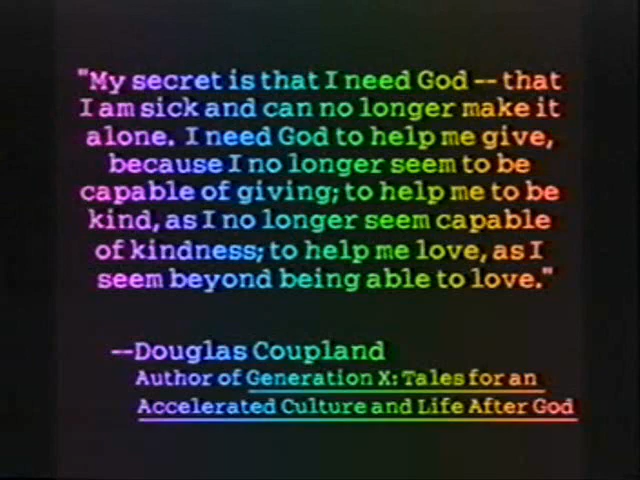 "My secret is that I need God -- that
I am sick and can no longer make it
alone. I need God to help me give,
because I no longer seem to be
capable of giving; to help me to be
kind, as I no longer seem capable
of kindness; to help me love, as I
seem beyond being able to love."
--Douglas Coupland
Author of Generation X: Tales for an
Accelerated Culture and Life After God